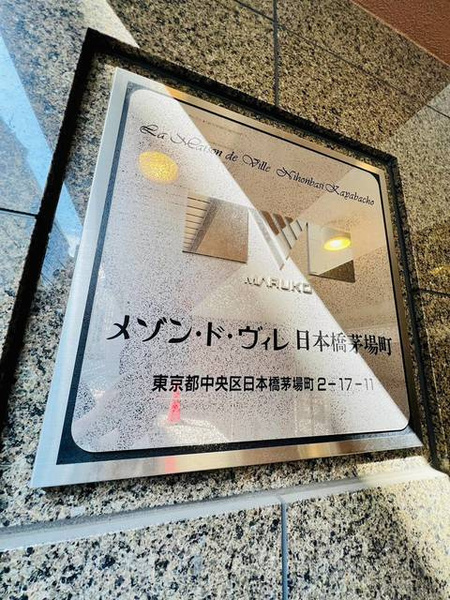 La Maison de Ville Nihonbasi Kayabacho
MARUKO
メゾン・ド・ヴィレ日本橋茅場町
東京都中央区日本橋茅場町2-17-11